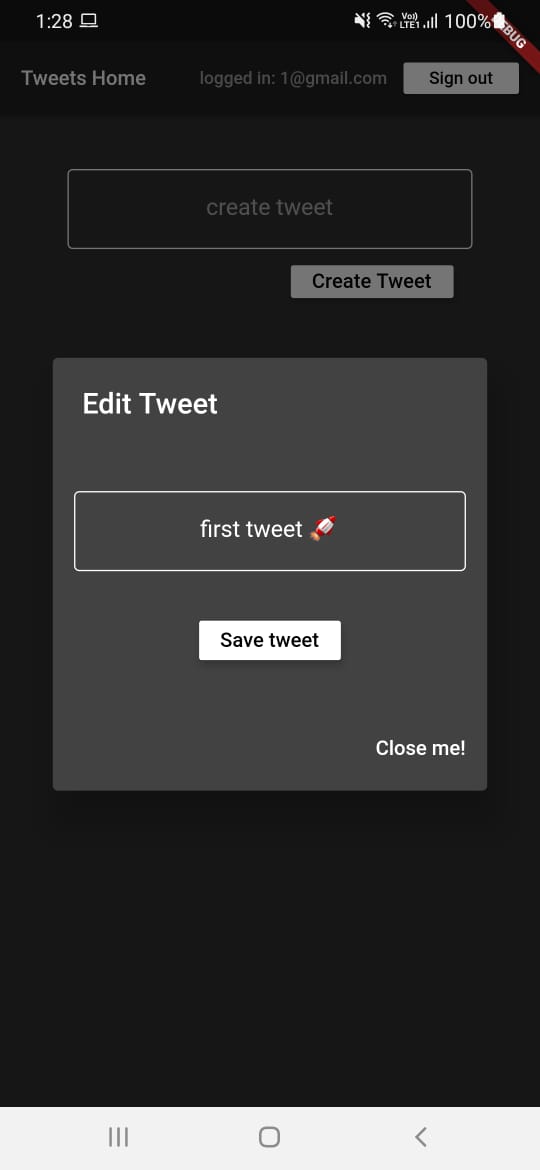 1:28 Vo)) LTE1 100%
DEBUG
Tweets Home logged in: 1@gmail.com Sign out
create tweet
Create Tweet
Edit Tweet
first tweet 🚀
Save tweet
Close me!